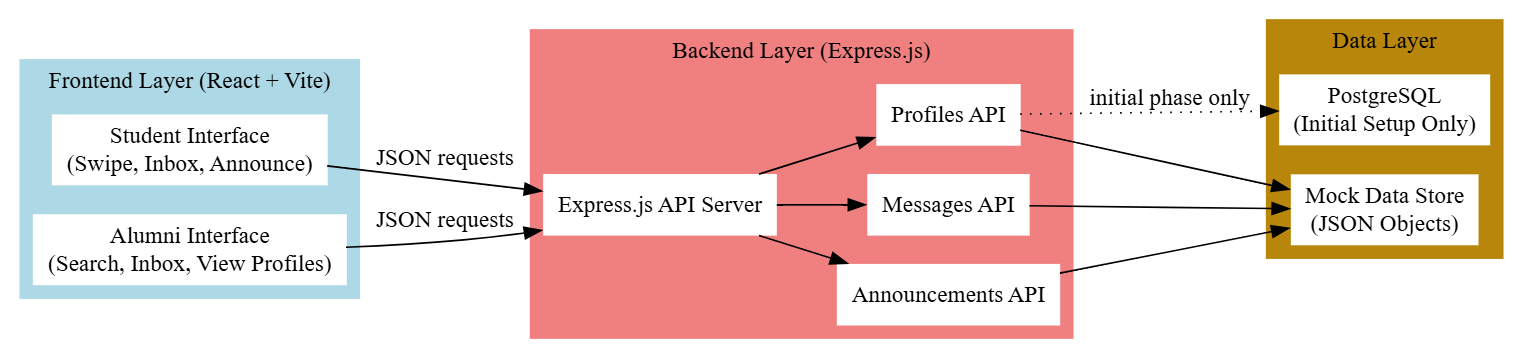 Frontend Layer (React + Vite)
Student Interface
(Swipe, Inbox, Announce)
Alumni Interface
(Search, Inbox, View Profiles)
JSON requests
JSON requests
Backend Layer (Express.js)
Express.js API Server
Profiles API
Messages API
Announcements API
initial phase only
Data Layer
PostgreSQL
(Initial Setup Only)
Mock Data Store
(JSON Objects)